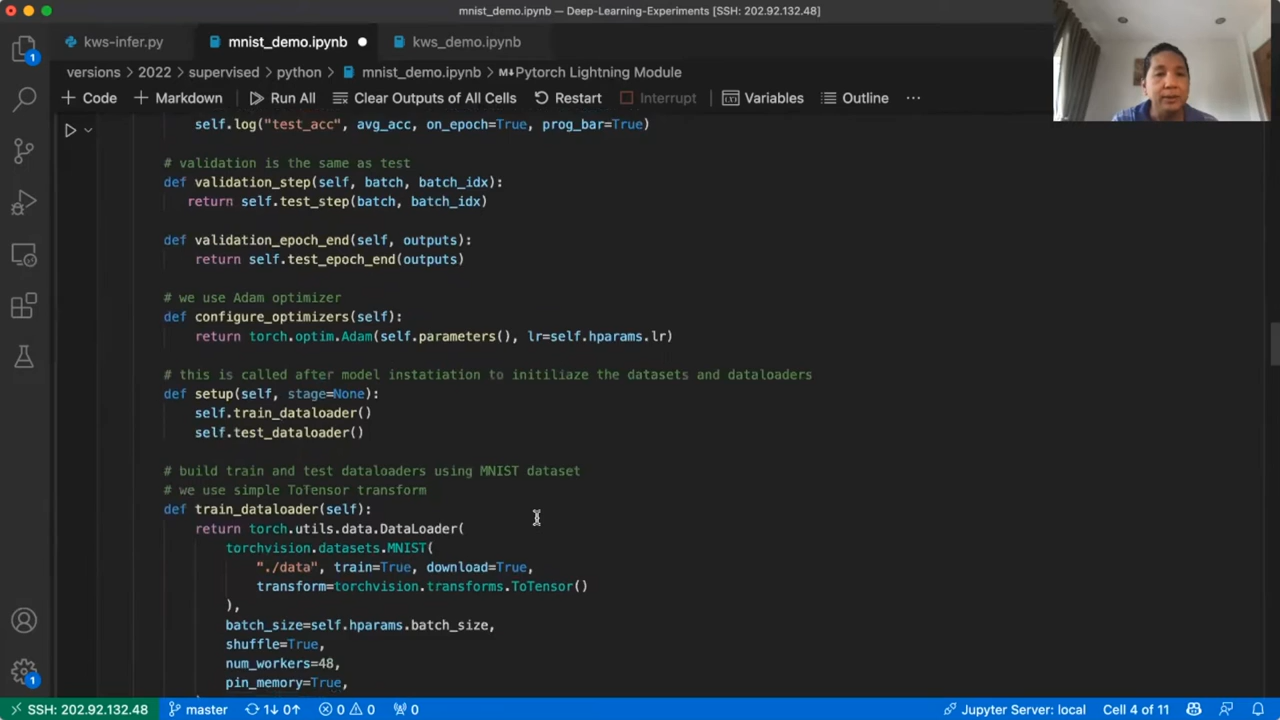 mnist_demo.ipynb — Deep-Learning-Experiments [SSH: 202.92.132.48]
kws-infer.py mnist_demo.ipynb kws_demo.ipynb
versions > 2022 > supervised > python > mnist_demo.ipynb > M↓Pytorch Lightning Module
+ Code + Markdown Run All Clear Outputs of All Cells Restart Interrupt Variables Outline ...
self.log("test_acc", avg_acc, on_epoch=True, prog_bar=True)
# validation is the same as test
def validation_step(self, batch, batch_idx):
return self.test_step(batch, batch_idx)
def validation_epoch_end(self, outputs):
return self.test_epoch_end(outputs)
# we use Adam optimizer
def configure_optimizers(self):
return torch.optim.Adam(self.parameters(), lr=self.hparams.lr)
# this is called after model instatiation to initiliaze the datasets and dataloaders
def setup(self, stage=None):
self.train_dataloader()
self.test_dataloader()
# build train and test dataloaders using MNIST dataset
# we use simple ToTensor transform
def train_dataloader(self):
return torch.utils.data.DataLoader(
torchvision.datasets.MNIST(
"./data", train=True, download=True,
transform=torchvision.transforms.ToTensor()
),
batch_size=self.hparams.batch_size,
shuffle=True,
num_workers=48,
pin_memory=True,
1
1
SSH: 202.92.132.48 master 1↓ 0↑ 0 0 0 Jupyter Server: local Cell 4 of 11